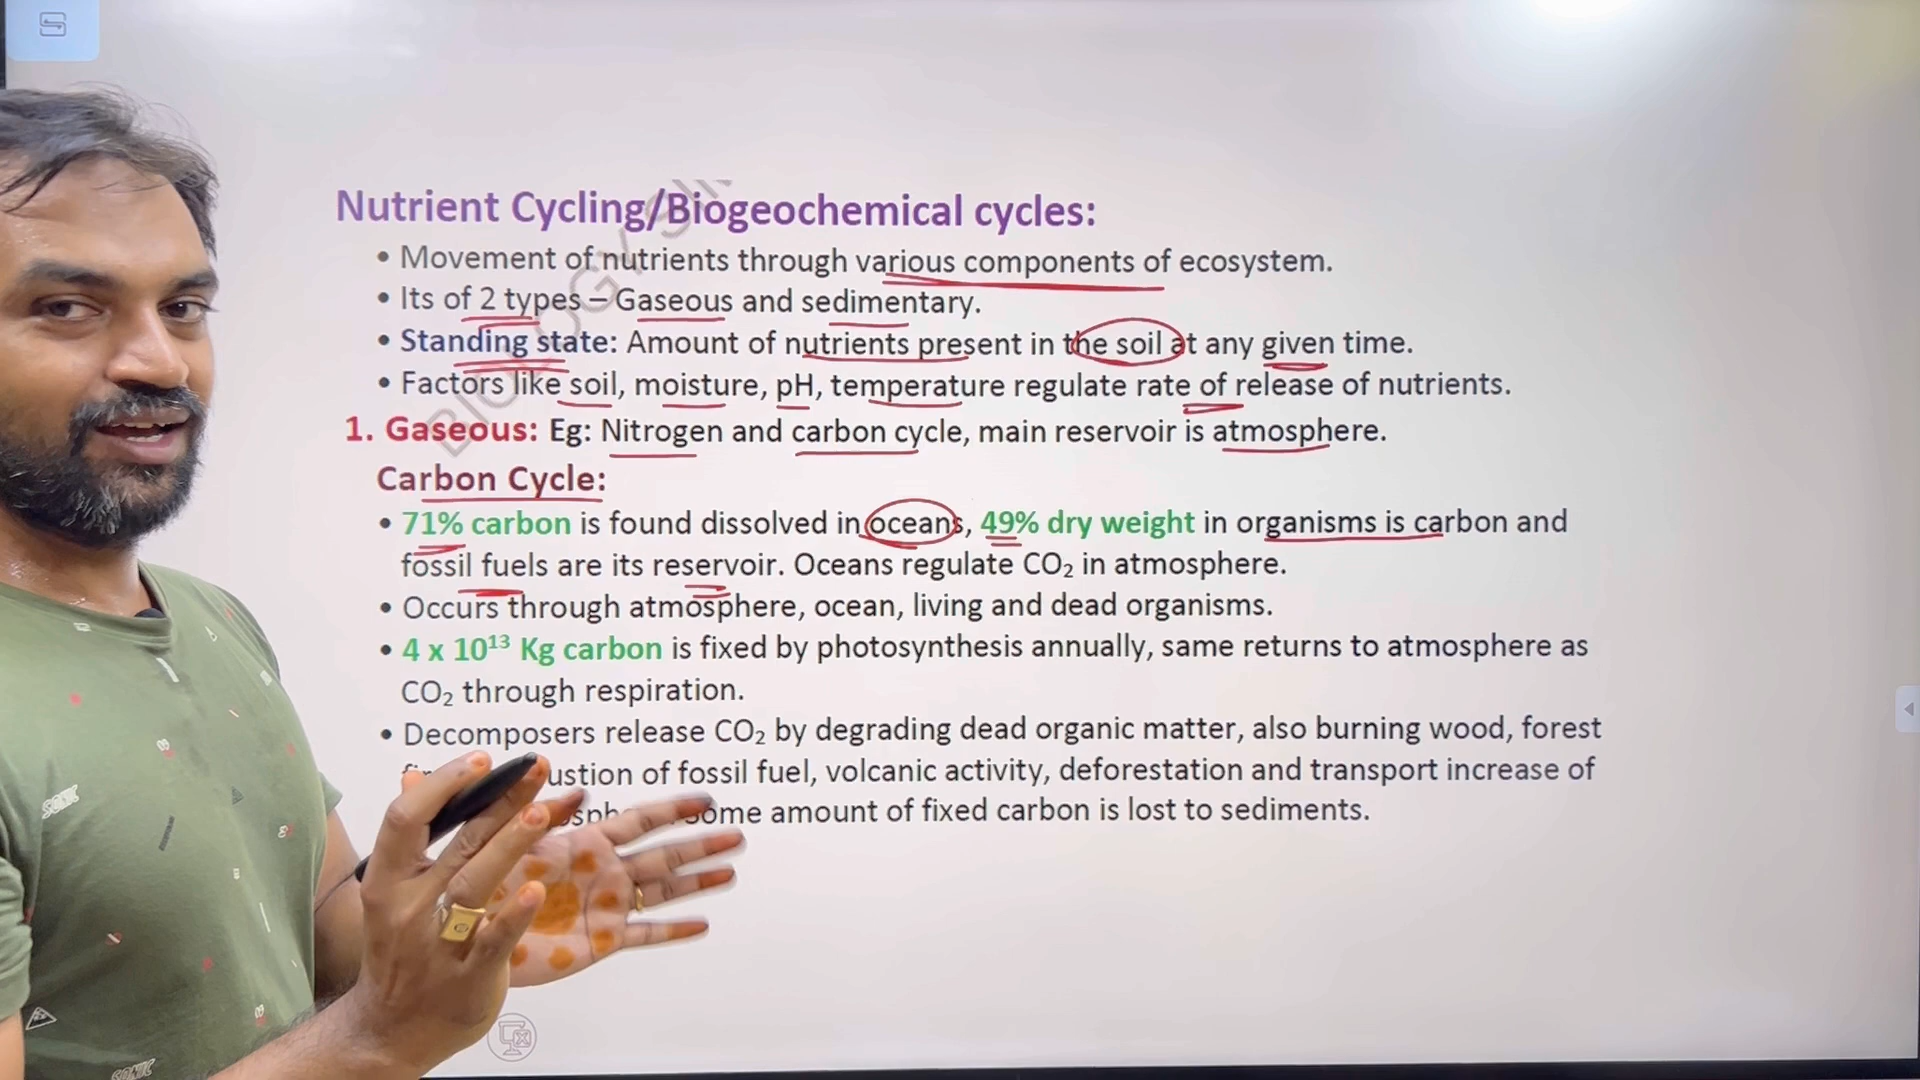 Nutrient Cycling/Biogeochemical cycles:
• Movement of nutrients through various components of ecosystem.
• Its of 2 types – Gaseous and sedimentary.
• Standing state: Amount of nutrients present in the soil at any given time.
• Factors like soil, moisture, pH, temperature regulate rate of release of nutrients.
1. Gaseous: Eg: Nitrogen and carbon cycle, main reservoir is atmosphere.
Carbon Cycle:
• 71% carbon is found dissolved in oceans, 49% dry weight in organisms is carbon and
fossil fuels are its reservoir. Oceans regulate CO₂ in atmosphere.
• Occurs through atmosphere, ocean, living and dead organisms.
• 4 x 10¹³ Kg carbon is fixed by photosynthesis annually, same returns to atmosphere as
CO₂ through respiration.
• Decomposers release CO₂ by degrading dead organic matter, also burning wood, forest
of fossil fuel, volcanic activity, deforestation and transport increase of
some amount of fixed carbon is lost to sediments.
BIOLOGY
SONIC
SONIC